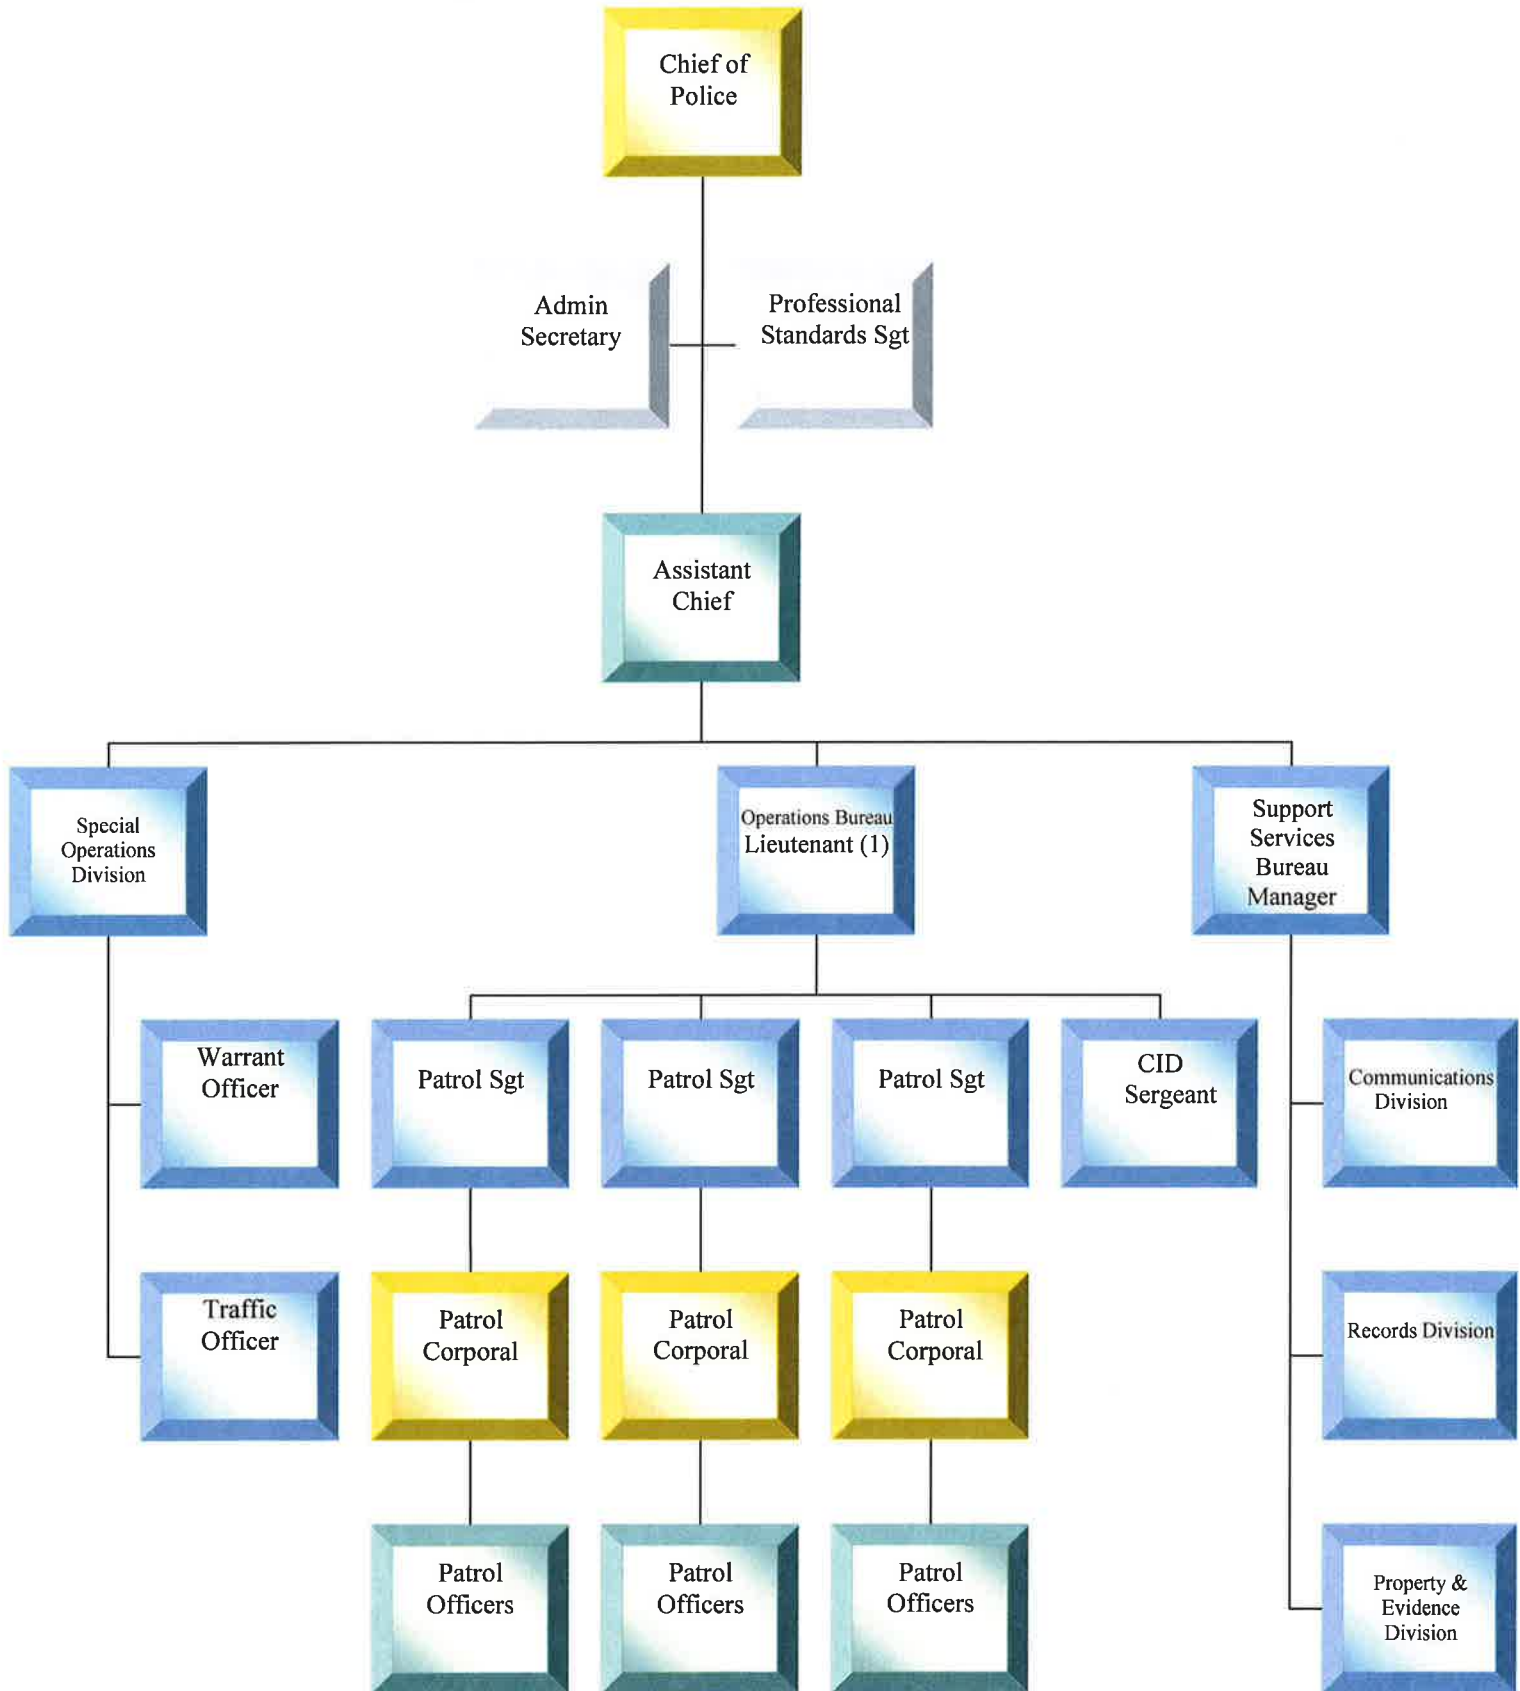 Chief of
Police
Admin
Secretary
Professional
Standards Sgt
Assistant
Chief
Special
Operations
Division
Operations Bureau
Lieutenant (1)
Support
Services
Bureau
Manager
Warrant
Officer
Patrol Sgt
Patrol Sgt
Patrol Sgt
CID
Sergeant
Communications
Division
Traffic
Officer
Patrol
Corporal
Patrol
Corporal
Patrol
Corporal
Records Division
Patrol
Officers
Patrol
Officers
Patrol
Officers
Property &
Evidence
Division